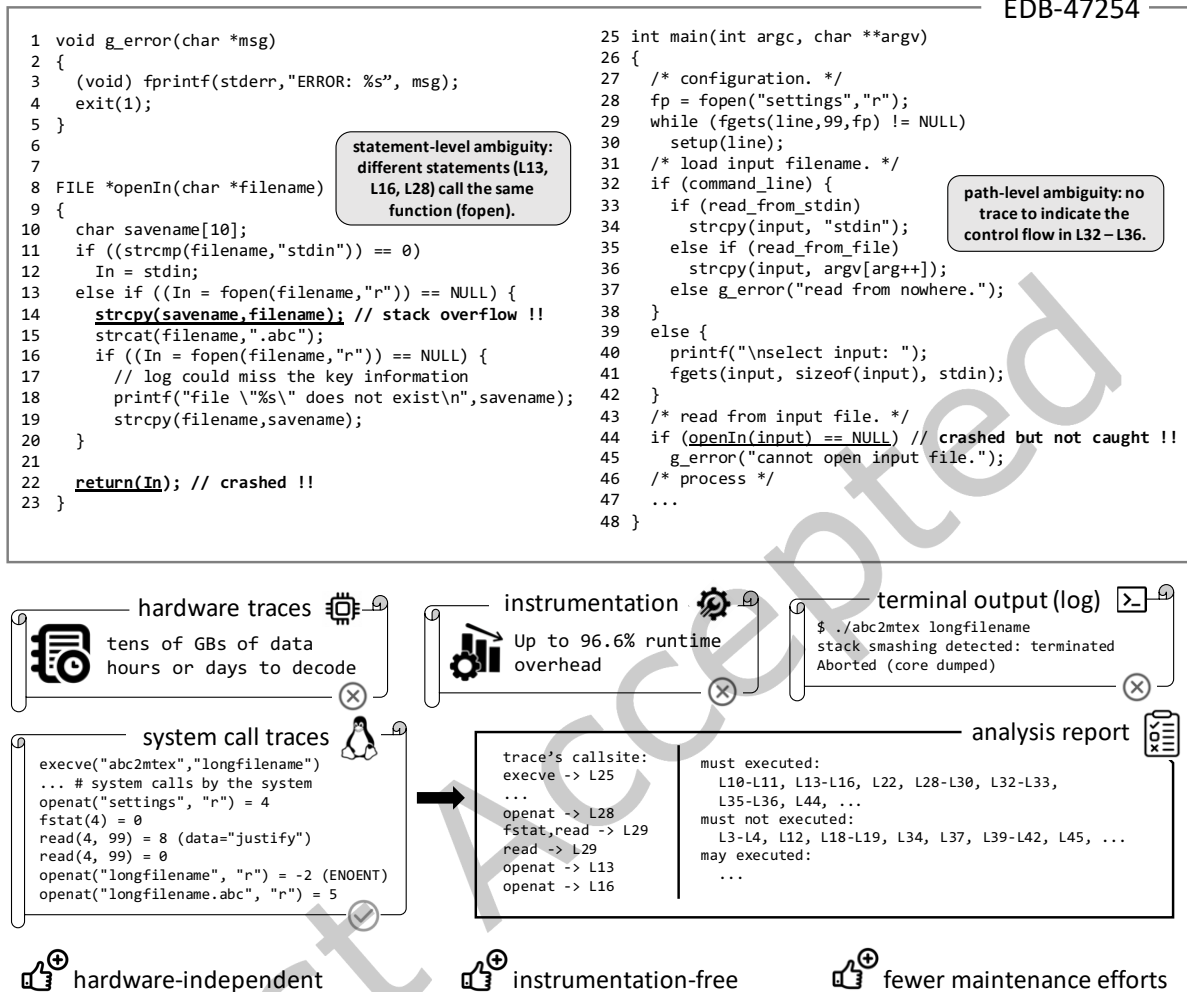 EDB-47254
1 void g_error(char *msg)
2 {
3 (void) fprintf(stderr,"ERROR: %s”, msg);
4 exit(1);
5 }
6
7
8 FILE *openIn(char *filename)
9 {
10 char savename[10];
11 if ((strcmp(filename,"stdin")) == 0)
12 In = stdin;
13 else if ((In = fopen(filename,"r")) == NULL) {
14 strcpy(savename,filename); // stack overflow !!
15 strcat(filename,".abc");
16 if ((In = fopen(filename,"r")) == NULL) {
17 // log could miss the key information
18 printf("file \"%s\" does not exist\n",savename);
19 strcpy(filename,savename);
20 }
21
22 return(In); // crashed !!
23 }
statement-level ambiguity:
different statements (L13,
L16, L28) call the same
function (fopen).
25 int main(int argc, char **argv)
26 {
27 /* configuration. */
28 fp = fopen("settings","r");
29 while (fgets(line,99,fp) != NULL)
30 setup(line);
31 /* load input filename. */
32 if (command_line) {
33 if (read_from_stdin)
34 strcpy(input, "stdin");
35 else if (read_from_file)
36 strcpy(input, argv[arg++]);
37 else g_error("read from nowhere.");
38 }
39 else {
40 printf("\nselect input: ");
41 fgets(input, sizeof(input), stdin);
42 }
43 /* read from input file. */
44 if (openIn(input) == NULL) // crashed but not caught !!
45 g_error("cannot open input file.");
46 /* process */
47 ...
48 }
path-level ambiguity: no
trace to indicate the
control flow in L32 – L36.
hardware traces
tens of GBs of data
hours or days to decode
instrumentation
Up to 96.6% runtime
overhead
terminal output (log)
$ ./abc2mtex longfilename
stack smashing detected: terminated
Aborted (core dumped)
system call traces
execve("abc2mtex","longfilename")
... # system calls by the system
openat("settings", "r") = 4
fstat(4) = 0
read(4, 99) = 8 (data="justify")
read(4, 99) = 0
openat("longfilename", "r") = -2 (ENOENT)
openat("longfilename.abc", "r") = 5
analysis report
trace’s callsite:
execve -> L25
...
openat -> L28
fstat,read -> L29
read -> L29
openat -> L13
openat -> L16
must executed:
L10-L11, L13-L16, L22, L28-L30, L32-L33,
L35-L36, L44, ...
must not executed:
L3-L4, L12, L18-L19, L34, L37, L39-L42, L45, ...
may executed:
...
hardware-independent
instrumentation-free
fewer maintenance efforts
Accepted